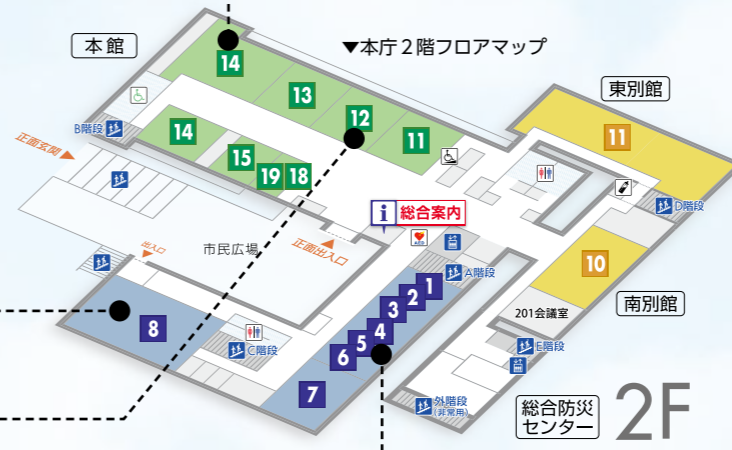 ▼本庁2階フロアマップ
本館
東別館
14
13
12
11
11
B階段
14
15
19
18
正面玄関
D階段
i 総合案内
AED
市民広場
正面出入口
出入口
10
A階段
1
2
3
4
5
6
7
8
201会議室
南別館
C階段
E階段
外階段
(非常用)
総合防災
センター
2F